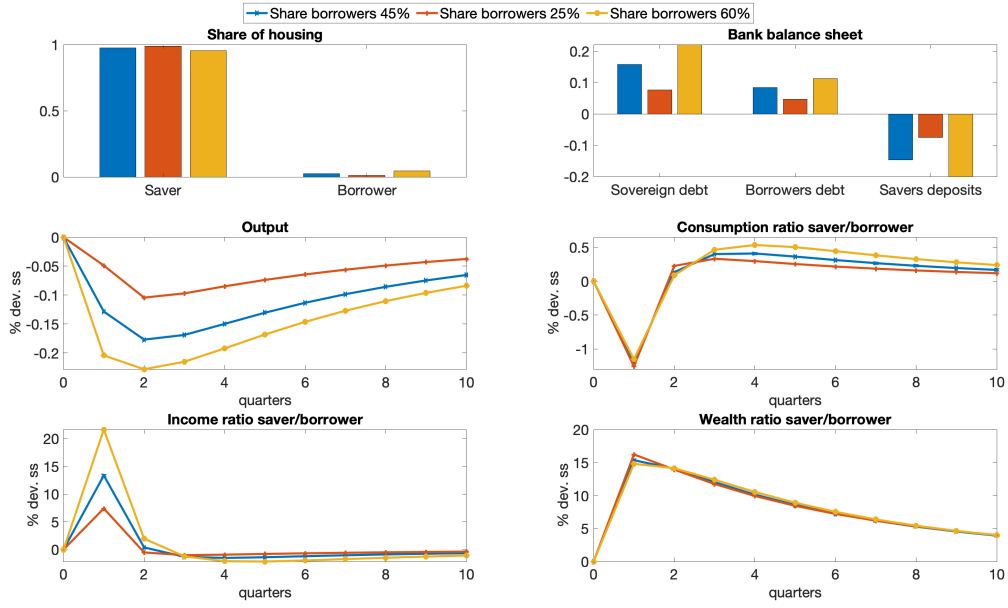 Share borrowers 45% Share borrowers 25% Share borrowers 60%
Share of housing
1
0.5
0
Saver Borrower
Bank balance sheet
0.2
0.1
0
-0.1
-0.2
Sovereign debt Borrowers debt Savers deposits
Output
% dev. ss
0
-0.05
-0.1
-0.15
-0.2
0 2 4 6 8 10
quarters
Consumption ratio saver/borrower
% dev. ss
0.5
0
-0.5
-1
0 2 4 6 8 10
quarters
Income ratio saver/borrower
% dev. ss
20
15
10
5
0
0 2 4 6 8 10
quarters
Wealth ratio saver/borrower
% dev. ss
20
15
10
5
0
0 2 4 6 8 10
quarters